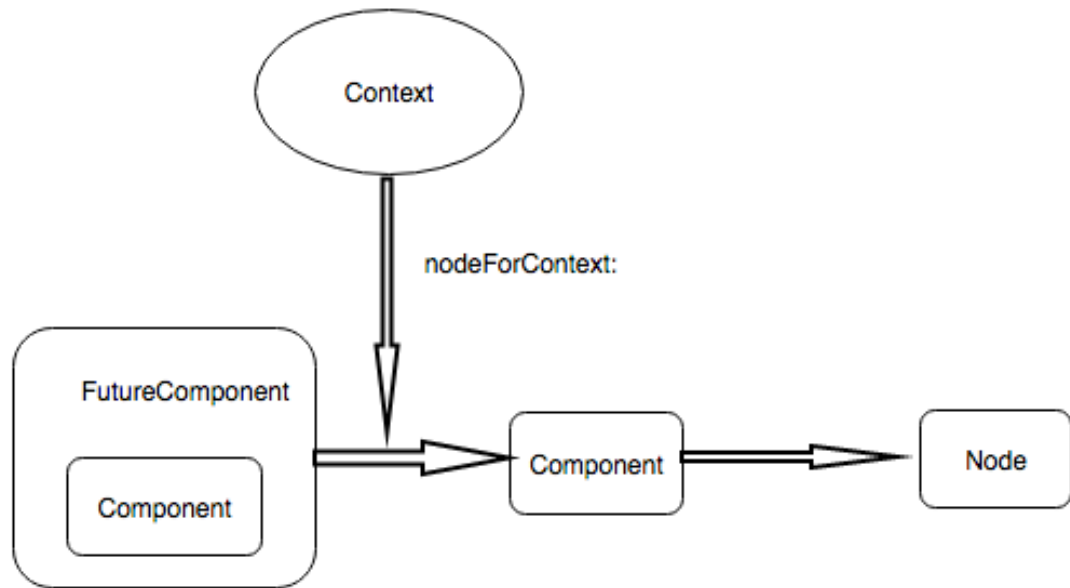 Context
nodeForContext:
FutureComponent
Component
Component
Node